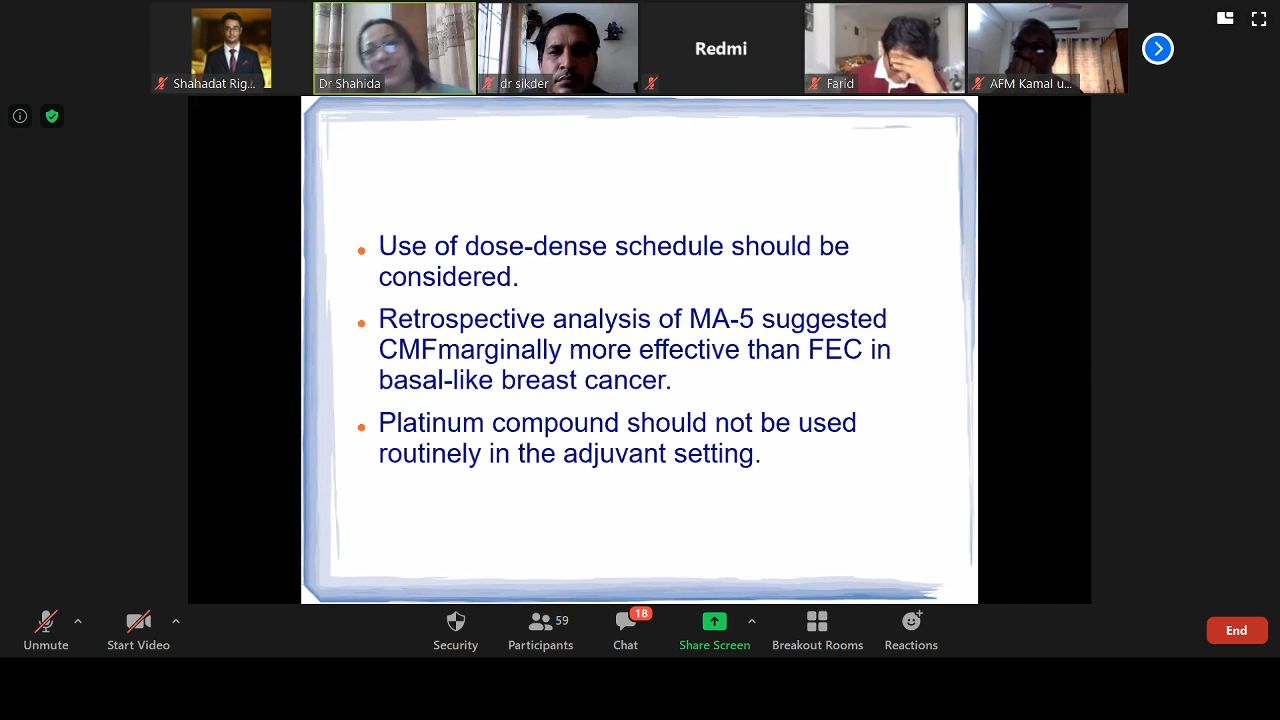 Shahadat Rig...
Dr Shahida
dr sikder
Redmi
Farid
AFM Kamal u...
Use of dose-dense schedule should be
considered.
Retrospective analysis of MA-5 suggested
CMFmarginally more effective than FEC in
basal-like breast cancer.
Platinum compound should not be used
routinely in the adjuvant setting.
Unmute
Start Video
Security
59
Participants
18
Chat
Share Screen
Breakout Rooms
Reactions
End